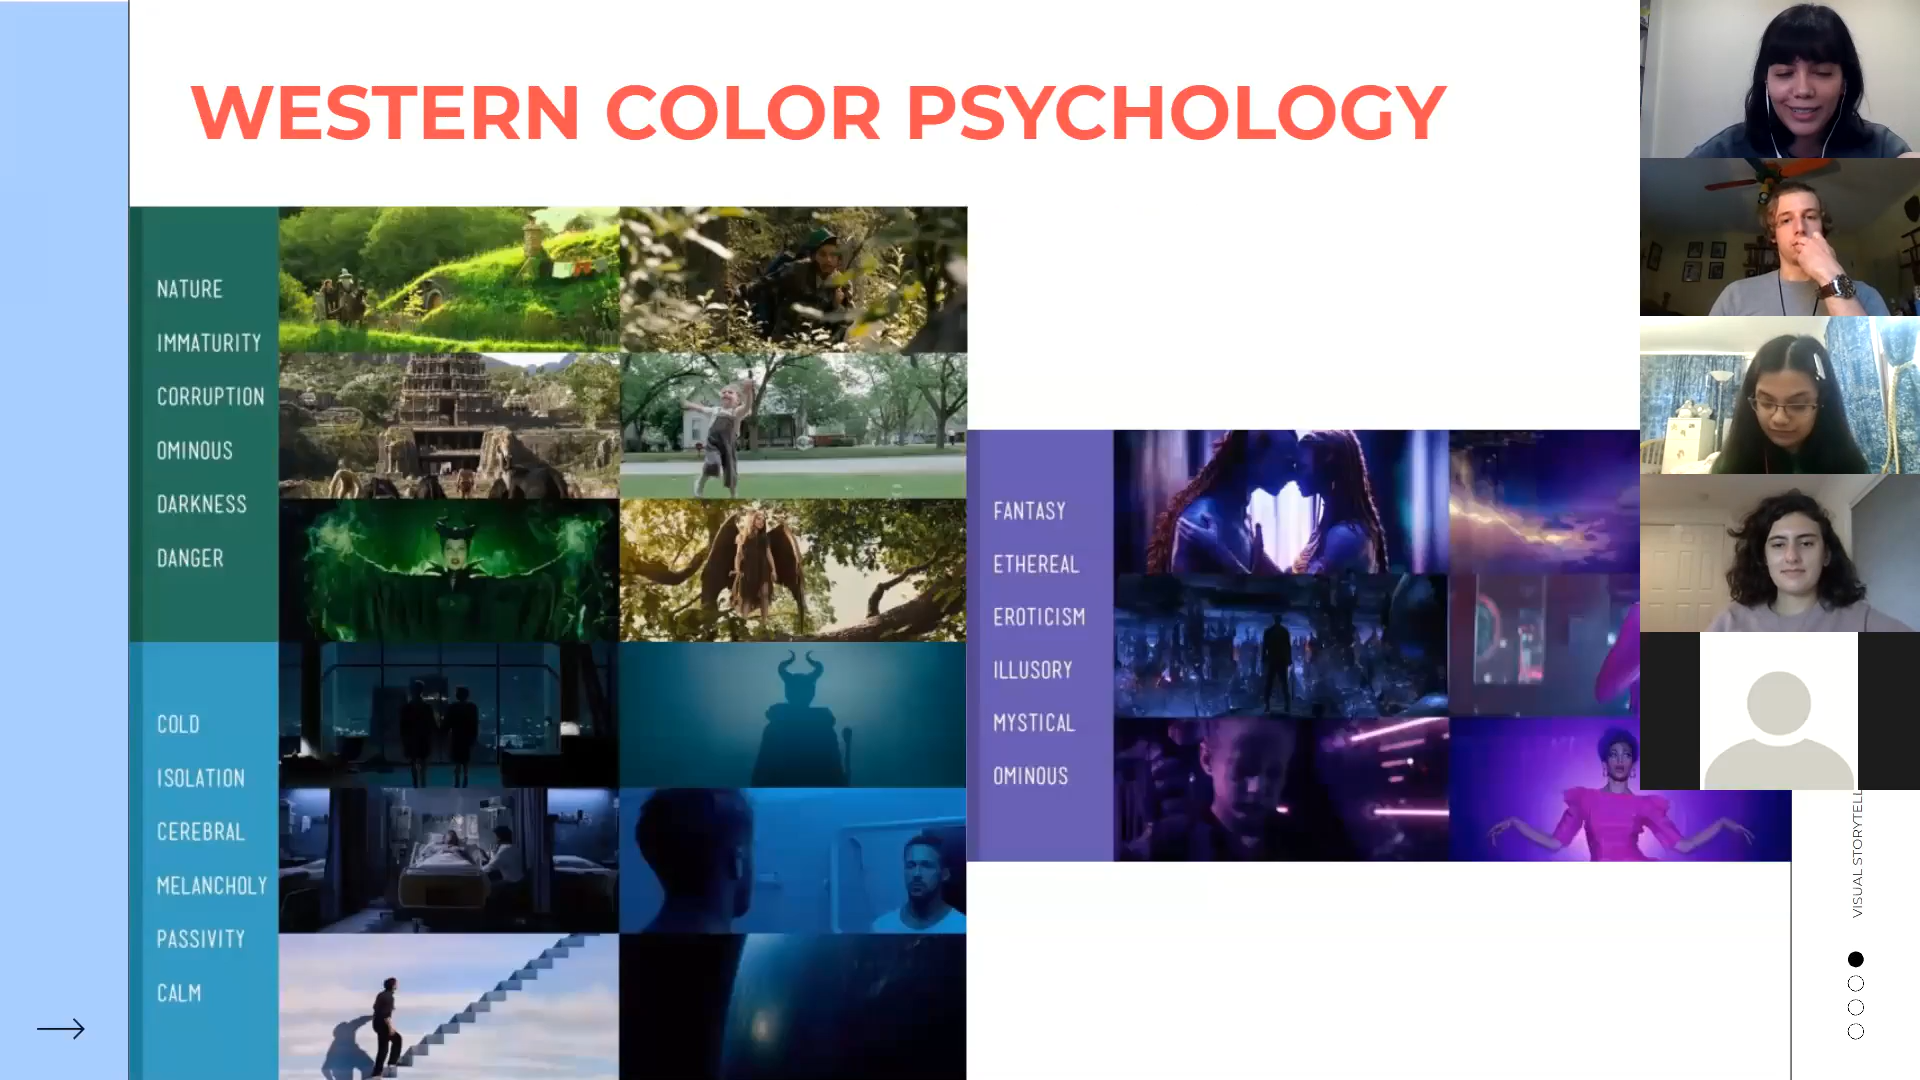 WESTERN COLOR PSYCHOLOGY
NATURE
IMMATURITY
CORRUPTION
OMINOUS
DARKNESS
DANGER
COLD
ISOLATION
CEREBRAL
MELANCHOLY
PASSIVITY
CALM
FANTASY
ETHEREAL
EROTICISM
ILLUSORY
MYSTICAL
OMINOUS
VISUAL STORYTELL